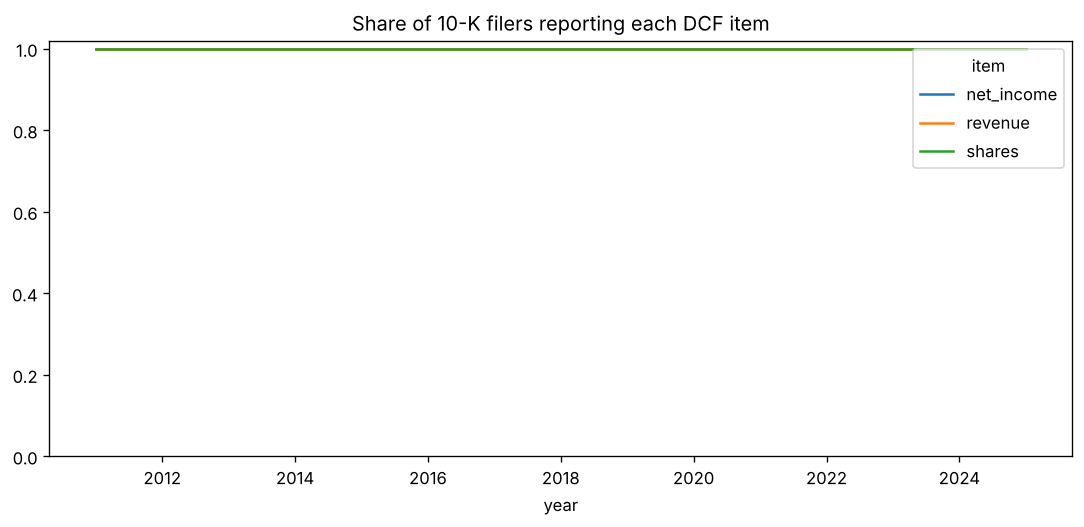 Share of 10-K filers reporting each DCF item
1.0
0.8
0.6
0.4
0.2
0.0
item
net_income
revenue
shares
2012 2014 2016 2018 2020 2022 2024
year